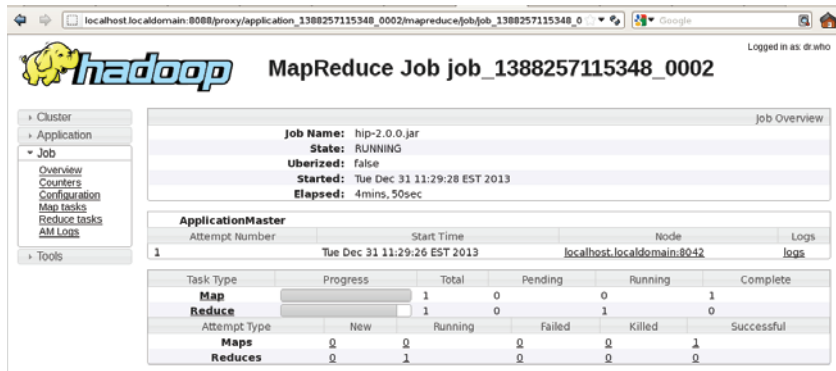 localhost.localdomain:8088/proxy/application_1388257115348_0002/mapreduce/job/job_1388257115348_0
Google
Logged in as: dr.who
hadoop
MapReduce Job job_1388257115348_0002
Cluster
Application
Job
Overview
Counters
Configuration
Map tasks
Reduce tasks
AM Logs
Tools
Job Overview
Job Name: hip-2.0.0.jar
State: RUNNING
Uberized: false
Started: Tue Dec 31 11:29:28 EST 2013
Elapsed: 4mins, 50sec
ApplicationMaster
Attempt Number Start Time Node Logs
1 Tue Dec 31 11:29:26 EST 2013 localhost.localdomain:8042 logs
Task Type Progress Total Pending Running Complete
Map 1 0 0 1
Reduce 1 0 1 0
Attempt Type New Running Failed Killed Successful
Maps 0 0 0 0 1
Reduces 0 1 0 0 0